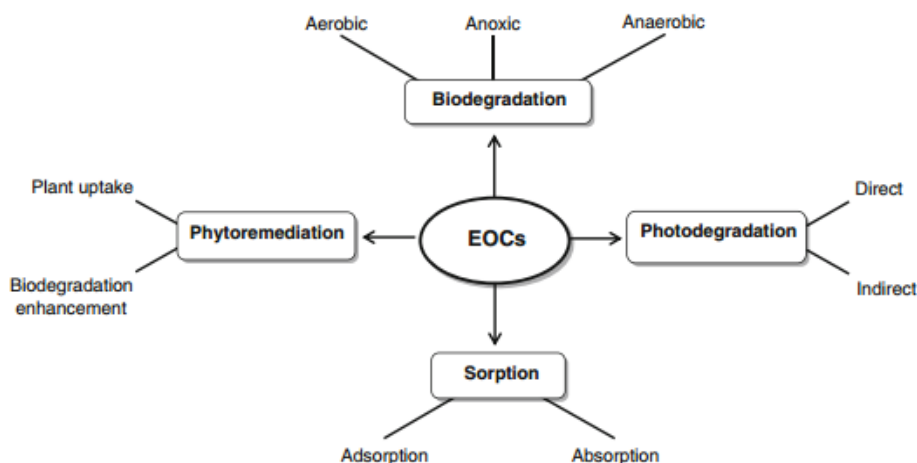 Aerobic
Anoxic
Anaerobic
Biodegradation
Plant uptake
Phytoremediation
Biodegradation
enhancement
EOCs
Photodegradation
Direct
Indirect
Sorption
Adsorption
Absorption